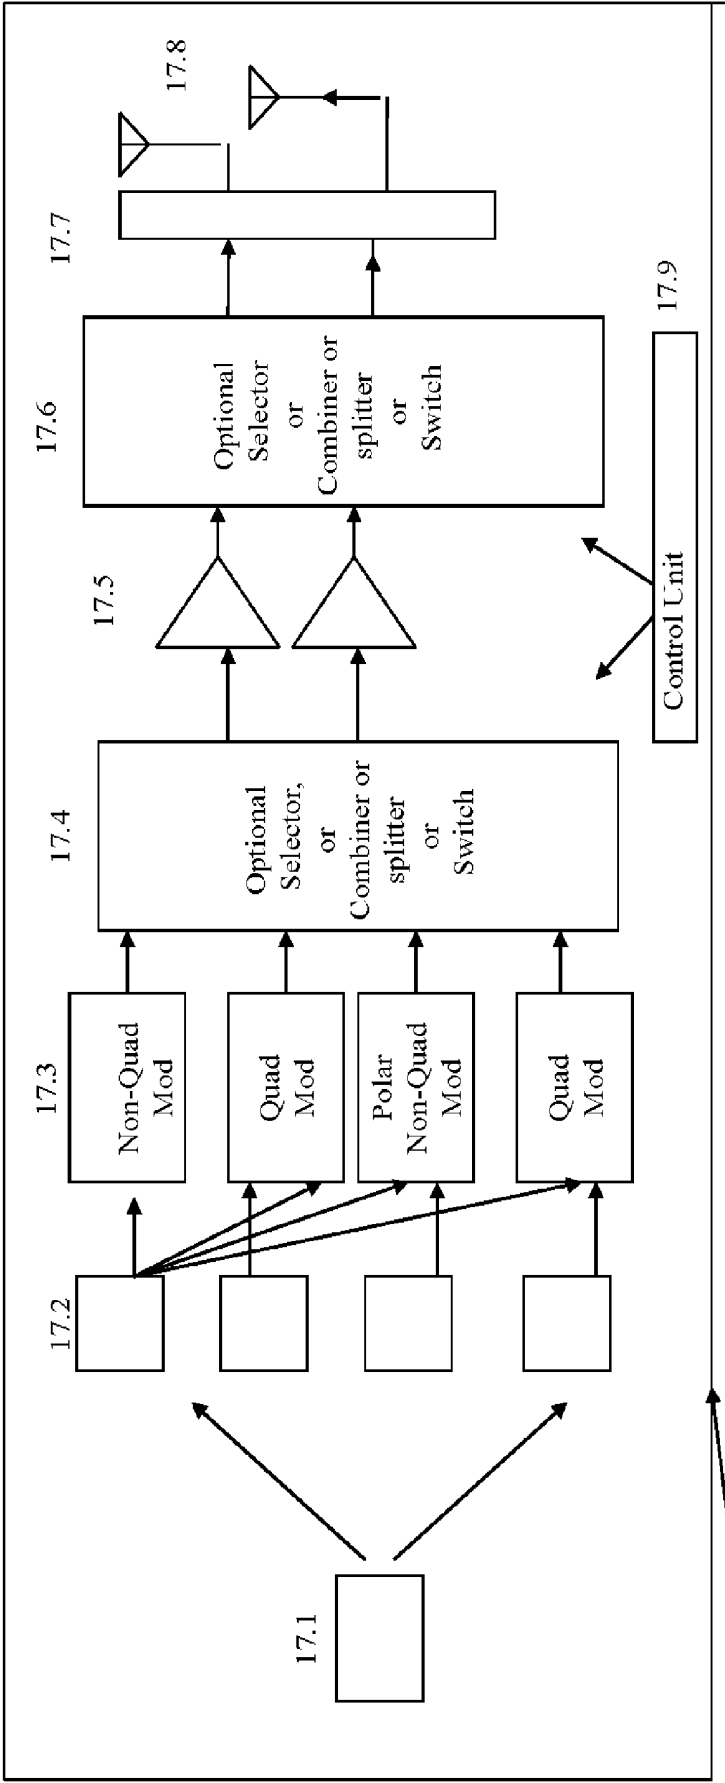 17.1
17.2
17.3
Non-Quad
Mod
Quad
Mod
Polar
Non-Quad
Mod
Quad
Mod
17.4
Optional
Selector,
or
Combiner or
splitter
or
Switch
17.5
17.6
Optional
Selector
or
Combiner or
splitter
or
Switch
17.7
17.8
Control Unit
17.9